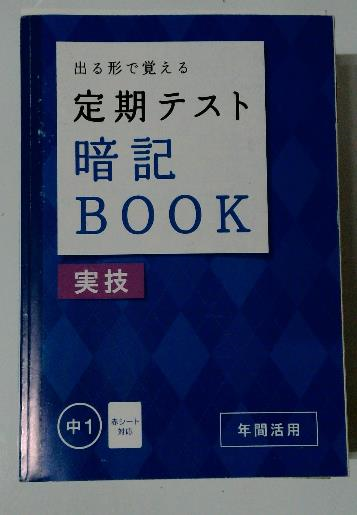 出る形で覚える
定期テスト
暗記
BOOK
実技
中1
赤シート
対応
年間活用